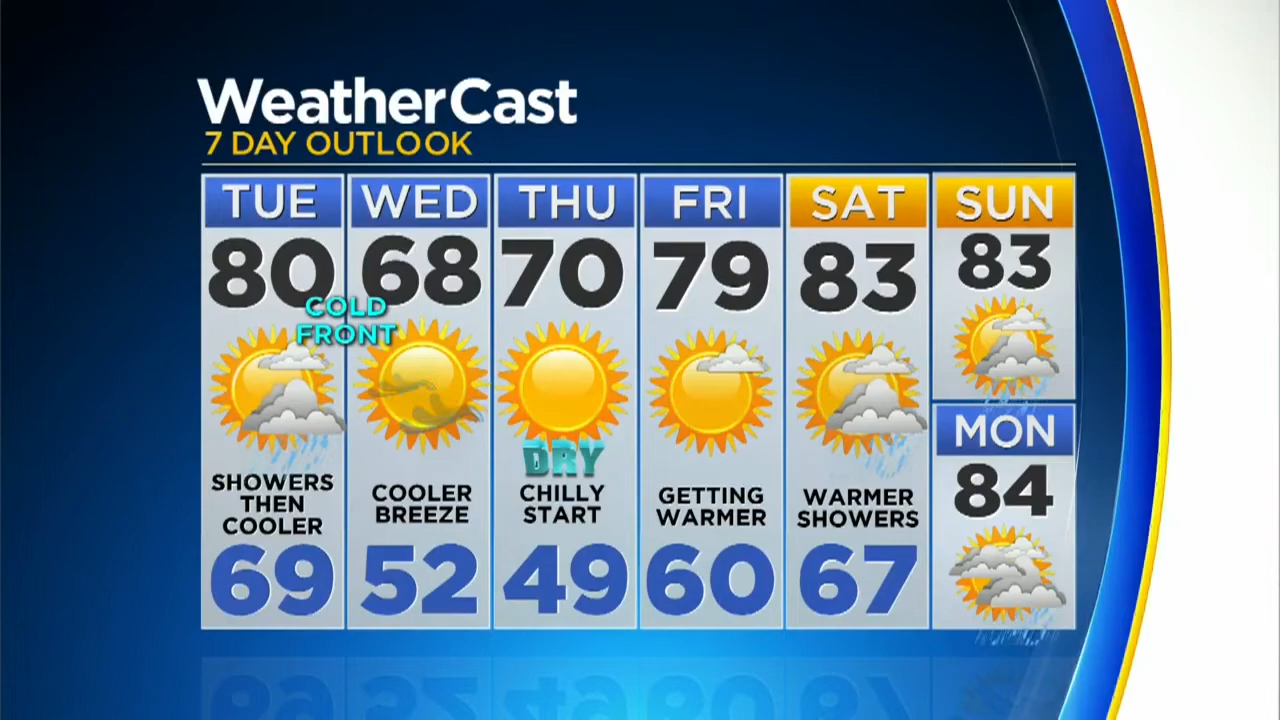 WeatherCast
7 DAY OUTLOOK
TUE
80
SHOWERS
THEN
COOLER
69
COLD
FRONT
WED
68
COOLER
BREEZE
52
THU
70
DRY
CHILLY
START
49
FRI
79
GETTING
WARMER
60
SAT
83
WARMER
SHOWERS
67
SUN
83
MON
84